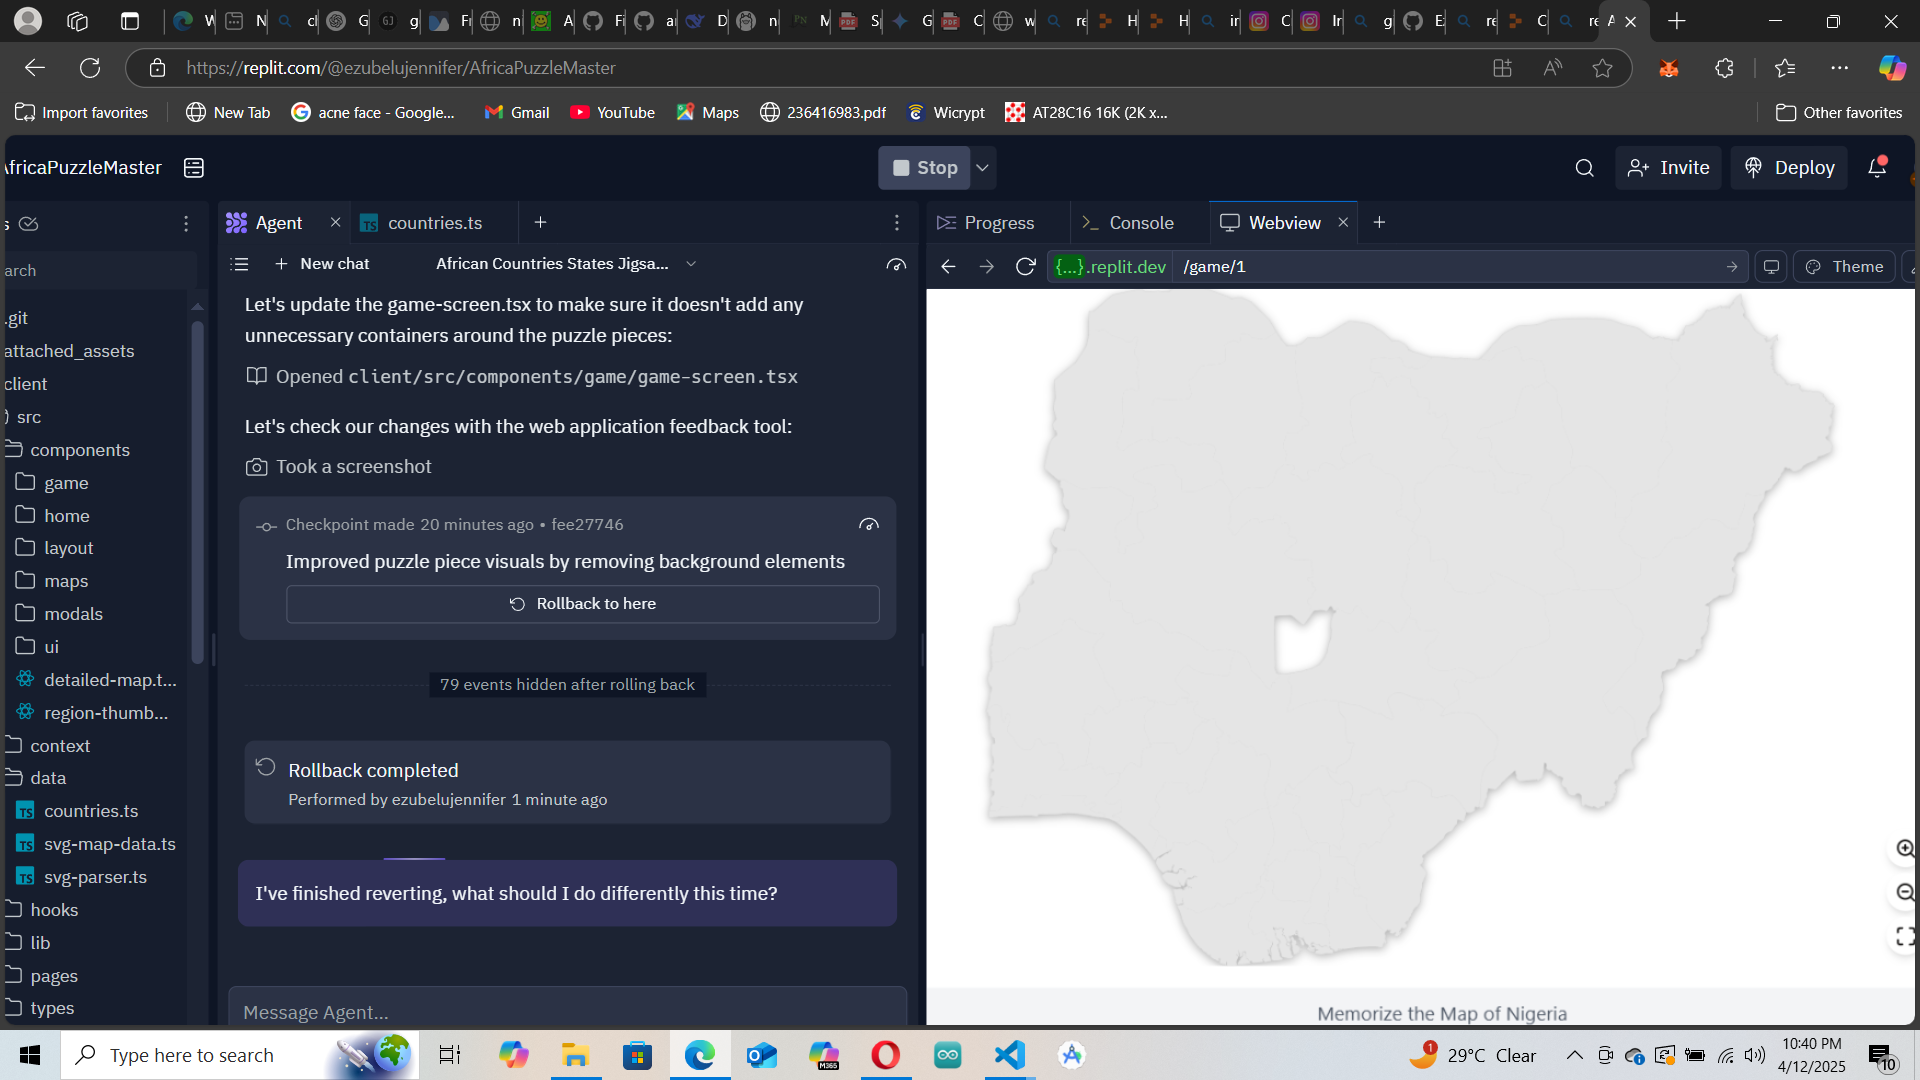 https://replit.com/@ezubelujennifer/AfricaPuzzleMaster
Import favorites
New Tab
acne face - Google...
Gmail
YouTube
Maps
236416983.pdf
Wicrypt
AT28C16 16K (2K x...
Other favorites
AfricaPuzzleMaster
Stop
Invite
Deploy
Agent
countries.ts
Progress
Console
Webview
New chat
African Countries States Jigsa...
{...}.replit.dev
/game/1
Theme
arch
.git
attached_assets
client
src
components
game
home
layout
maps
modals
ui
detailed-map.t...
region-thumb...
context
data
countries.ts
svg-map-data.ts
svg-parser.ts
hooks
lib
pages
types
Let's update the game-screen.tsx to make sure it doesn't add any
unnecessary containers around the puzzle pieces:
Opened client/src/components/game/game-screen.tsx
Let's check our changes with the web application feedback tool:
Took a screenshot
Checkpoint made 20 minutes ago • fee27746
Improved puzzle piece visuals by removing background elements
Rollback to here
79 events hidden after rolling back
Rollback completed
Performed by ezubelujennifer 1 minute ago
I've finished reverting, what should I do differently this time?
Message Agent...
Memorize the Map of Nigeria
Type here to search
29°C Clear
10:40 PM
4/12/2025
10